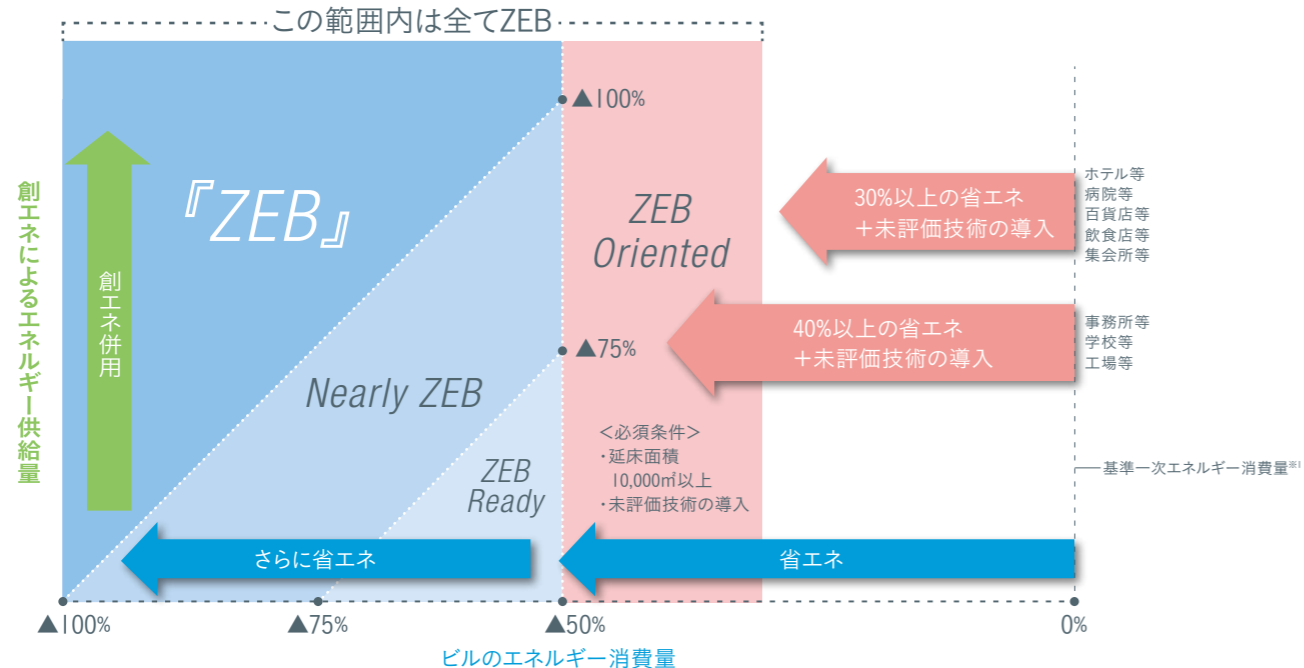 この範囲内は全てZEB
▲100%
『ZEB』
ZEB
Oriented
30%以上の省エネ
＋未評価技術の導入
ホテル等
病院等
百貨店等
飲食店等
集会所等
創エネによるエネルギー供給量
創エネ併用
▲75%
40%以上の省エネ
＋未評価技術の導入
事務所等
学校等
工場等
Nearly ZEB
ZEB
Ready
＜必須条件＞
・延床面積
10,000㎡以上
・未評価技術の導入
基準一次エネルギー消費量※1
さらに省エネ
省エネ
▲100%
▲75%
▲50%
0%
ビルのエネルギー消費量